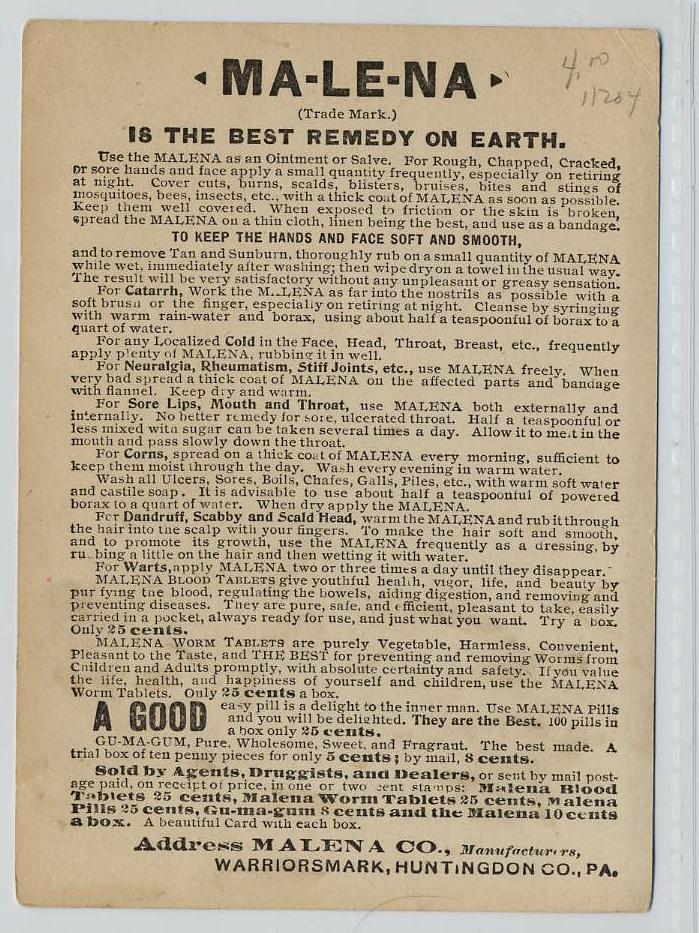 MA-LE-NA
4.00
11204
(Trade Mark.)
IS THE BEST REMEDY ON EARTH.
Use the MALENA as an Ointment or Salve. For Rough, Chapped, Cracked,
or sore hands and face apply a small quantity frequently, especially on retiring
at night. Cover cuts, burns, scalds, blisters, bruises, bites and stings of
mosquitoes, bees, insects, etc., with a thick coat of MALENA as soon as possible.
Keep them well covered. When exposed to friction or the skin is broken,
spread the MALENA on a thin cloth, linen being the best, and use as a bandage.
TO KEEP THE HANDS AND FACE SOFT AND SMOOTH,
and to remove Tan and Sunburn, thoroughly rub on a small quantity of MALENA
while wet, immediately after washing; then wipe dry on a towel in the usual way.
The result will be very satisfactory without any unpleasant or greasy sensation.
For Catarrh, Work the MALENA as far into the nostrils as possible with a
soft brush or the finger, especially on retiring at night. Cleanse by syringing
with warm rain-water and borax, using about half a teaspoonful of borax to a
quart of water.
For any Localized Cold in the Face, Head, Throat, Breast, etc., frequently
apply plenty of MALENA, rubbing it in well.
For Neuralgia, Rheumatism, Stiff Joints, etc., use MALENA freely. When
very bad spread a thick coat of MALENA on the affected parts and bandage
with flannel. Keep dry and warm.
For Sore Lips, Mouth and Throat, use MALENA both externally and
internally. No better remedy for sore, ulcerated throat. Half a teaspoonful or
less mixed with sugar can be taken several times a day. Allow it to melt in the
mouth and pass slowly down the throat.
For Corns, spread on a thick coat of MALENA every morning, sufficient to
keep them moist through the day. Wash every evening in warm water.
Wash all Ulcers, Sores, Boils, Chafes, Galls, Piles, etc., with warm soft water
and castile soap. It is advisable to use about half a teaspoonful of powered
borax to a quart of water. When dry apply the MALENA.
For Dandruff, Scabby and Scald Head, warm the MALENA and rub it through
the hair into the scalp with your fingers. To make the hair soft and smooth,
and to promote its growth, use the MALENA frequently as a dressing, by
rubbing a little on the hair and then wetting it with water.
For Warts, apply MALENA two or three times a day until they disappear.
MALENA BLOOD TABLETS give youthful health, vigor, life, and beauty by
purifying the blood, regulating the bowels, aiding digestion, and removing and
preventing diseases. They are pure, safe, and efficient, pleasant to take, easily
carried in a pocket, always ready for use, and just what you want. Try a box.
Only 25 cents.
MALENA WORM TABLETS are purely Vegetable, Harmless, Convenient,
Pleasant to the Taste, and THE BEST for preventing and removing Worms from
Children and Adults promptly, with absolute certainty and safety. If you value
the life, health, and happiness of yourself and children, use the MALENA
Worm Tablets. Only 25 cents a box.
A GOOD easy pill is a delight to the inner man. Use MALENA Pills
and you will be delighted. They are the Best. 100 pills in
a box only 25 cents.
GU-MA-GUM, Pure, Wholesome, Sweet, and Fragrant. The best made. A
trial box of ten penny pieces for only 5 cents; by mail, 8 cents.
Sold by Agents, Druggists, and Dealers, or sent by mail post-
age paid, on receipt of price, in one or two cent stamps: Malena Blood
Tablets 25 cents, Malena Worm Tablets 25 cents, Malena
Pills 25 cents, Gu-ma-gum 8 cents and the Malena 10 cents
a box. A beautiful Card with each box.
Address MALENA CO., Manufacturers,
WARRIORSMARK, HUNTINGDON CO., PA.